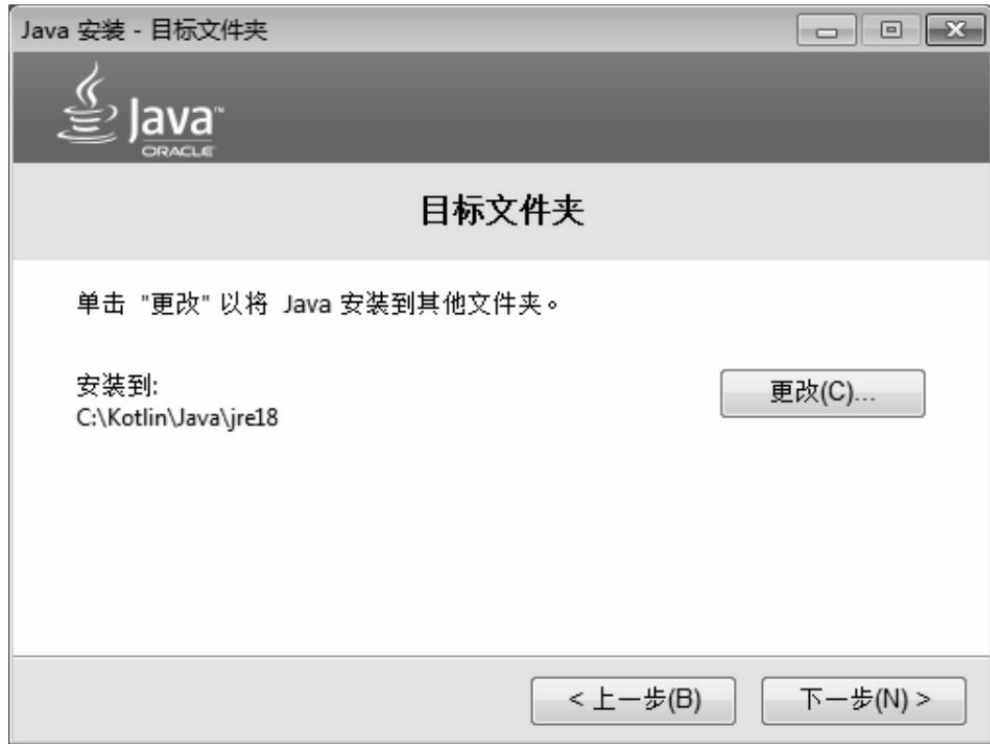 Java 安装 - 目标文件夹
Java™
ORACLE
目标文件夹
单击 "更改" 以将 Java 安装到其他文件夹。
安装到:
更改(C)...
C:\Kotlin\Java\jre18
< 上一步(B)
下一步(N) >